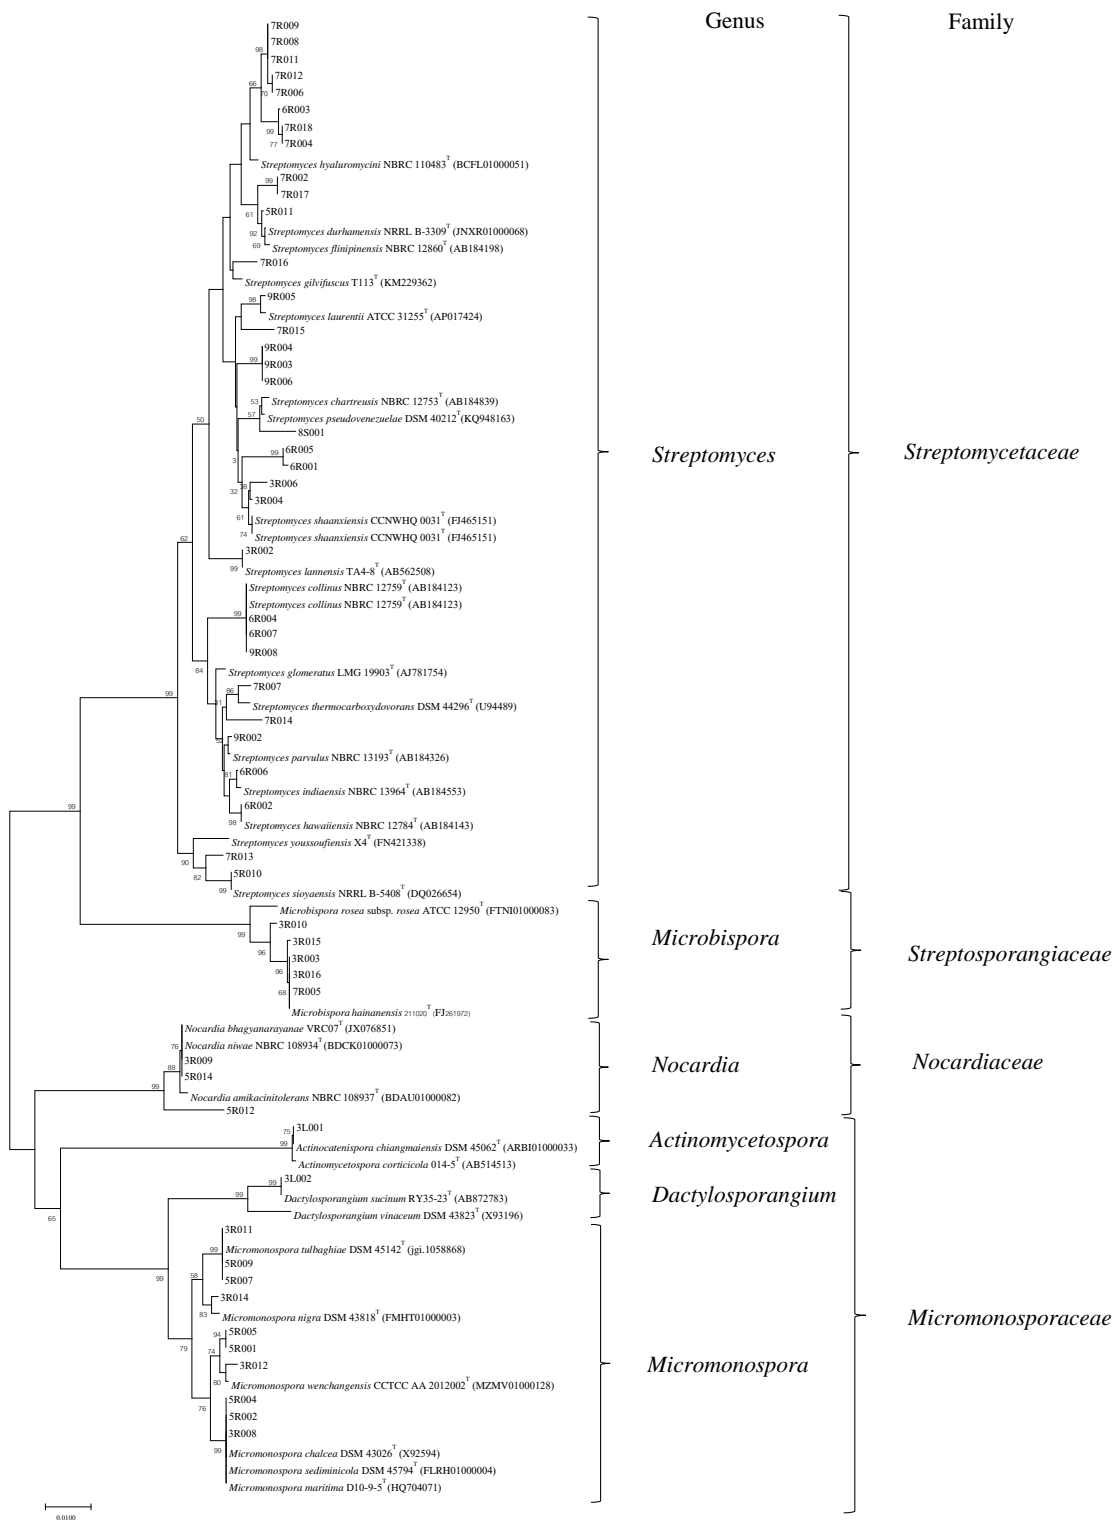 Genus
Family
7R009
7R008
98
7R011
7R012
66
70
7R006
6R003
99
7R018
77
7R004
Streptomyces hyaluromycini NBRC 110483T (BCFL01000051)
7R002
99
7R017
61
5R011
92
Streptomyces durhamensis NRRL B-3309T (JNXR01000068)
69
Streptomyces flinipinensis NBRC 12860T (AB184198)
7R016
Streptomyces gilvifuscus T113T (KM229362)
98
9R005
Streptomyces laurentii ATCC 31255T (AP017424)
7R015
9R004
99
9R003
9R006
53
Streptomyces chartreusis NBRC 12753T (AB184839)
57
Streptomyces pseudovenezuelae DSM 40212T (KQ948163)
50
8S001
99
6R005
3
6R001
Streptomyces
Streptomycetaceae
38
3R006
32
3R004
61
Streptomyces shaanxiensis CCNWHQ 0031T (FJ465151)
74
Streptomyces shaanxiensis CCNWHQ 0031T (FJ465151)
62
3R002
99
Streptomyces lannensis TA4-8T (AB562508)
Streptomyces collinus NBRC 12759T (AB184123)
Streptomyces collinus NBRC 12759T (AB184123)
99
6R004
6R007
9R008
84
Streptomyces glomeratus LMG 19903T (AJ781754)
86
7R007
99
31
Streptomyces thermocarboxydovorans DSM 44296T (U94489)
7R014
9R002
Streptomyces parvulus NBRC 13193T (AB184326)
81
6R006
Streptomyces indiaensis NBRC 13964T (AB184553)
99
6R002
98
Streptomyces hawaiiensis NBRC 12784T (AB184143)
Streptomyces youssoufiensis X4T (FN421338)
90
7R013
82
5R010
99
Streptomyces sioyaensis NRRL B-5408T (DQ026654)
Microbispora rosea subsp. rosea ATCC 12950T (FTNI01000083)
99
3R010
96
3R015
3R003
96
3R016
68
7R005
Microbispora hainanensis 211020T (FJ261972)
Microbispora
Streptosporangiaceae
Nocardia bhagyanarayanae VRC07T (JX076851)
76
Nocardia niwae NBRC 108934T (BDCK01000073)
3R009
88
5R014
99
Nocardia amikacinitolerans NBRC 108937T (BDAU01000082)
5R012
Nocardia
Nocardiaceae
75
3L001
99
Actinocatenispora chiangmaiensis DSM 45062T (ARBI01000033)
Actinomycetospora corticicola 014-5T (AB514513)
Actinomycetospora
99
3L002
99
Dactylosporangium sucinum RY35-23T (AB872783)
Dactylosporangium vinaceum DSM 43823T (X93196)
Dactylosporangium
65
3R011
99
Micromonospora tulbaghiae DSM 45142T (jgi.1058868)
5R009
99
58
5R007
3R014
83
Micromonospora nigra DSM 43818T (FMHT01000003)
Micromonosporaceae
94
5R005
79
74
5R001
3R012
80
Micromonospora wenchangensis CCTCC AA 2012002T (MZMV01000128)
Micromonospora
5R004
76
5R002
3R008
99
Micromonospora chalcea DSM 43026T (X92594)
Micromonospora sediminicola DSM 45794T (FLRH01000004)
Micromonospora maritima D10-9-5T (HQ704071)
0.0100